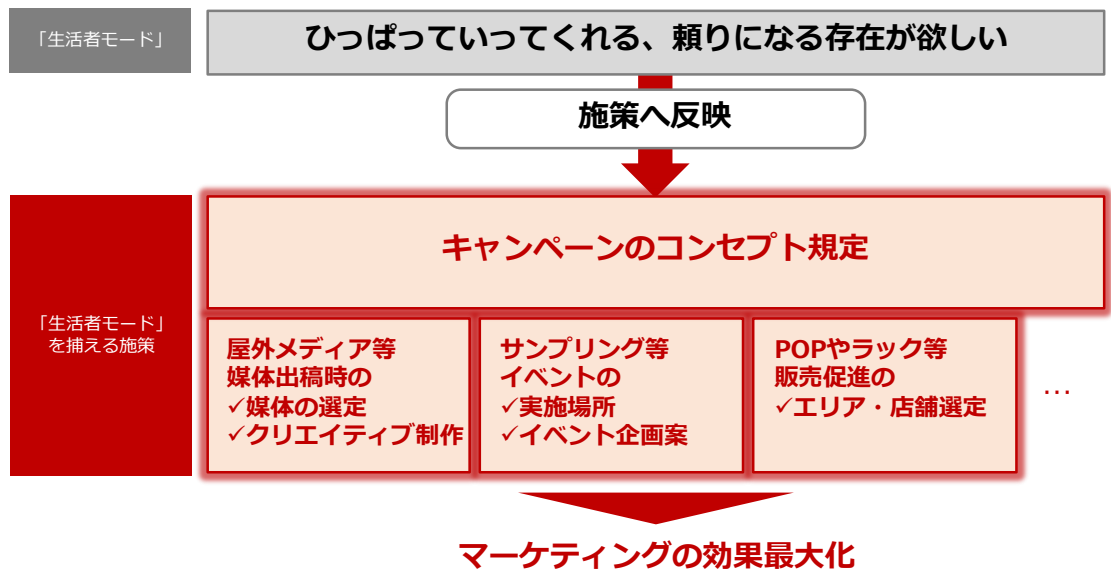 「生活者モード」
ひっぱっていってくれる、頼りになる存在が欲しい
施策へ反映
「生活者モード」
を捕える施策
キャンペーンのコンセプト規定
屋外メディア等
媒体出稿時の
✓媒体の選定
✓クリエイティブ制作
サンプリング等
イベントの
✓実施場所
✓イベント企画案
POPやラック等
販売促進の
✓エリア・店舗選定
…
マーケティングの効果最大化